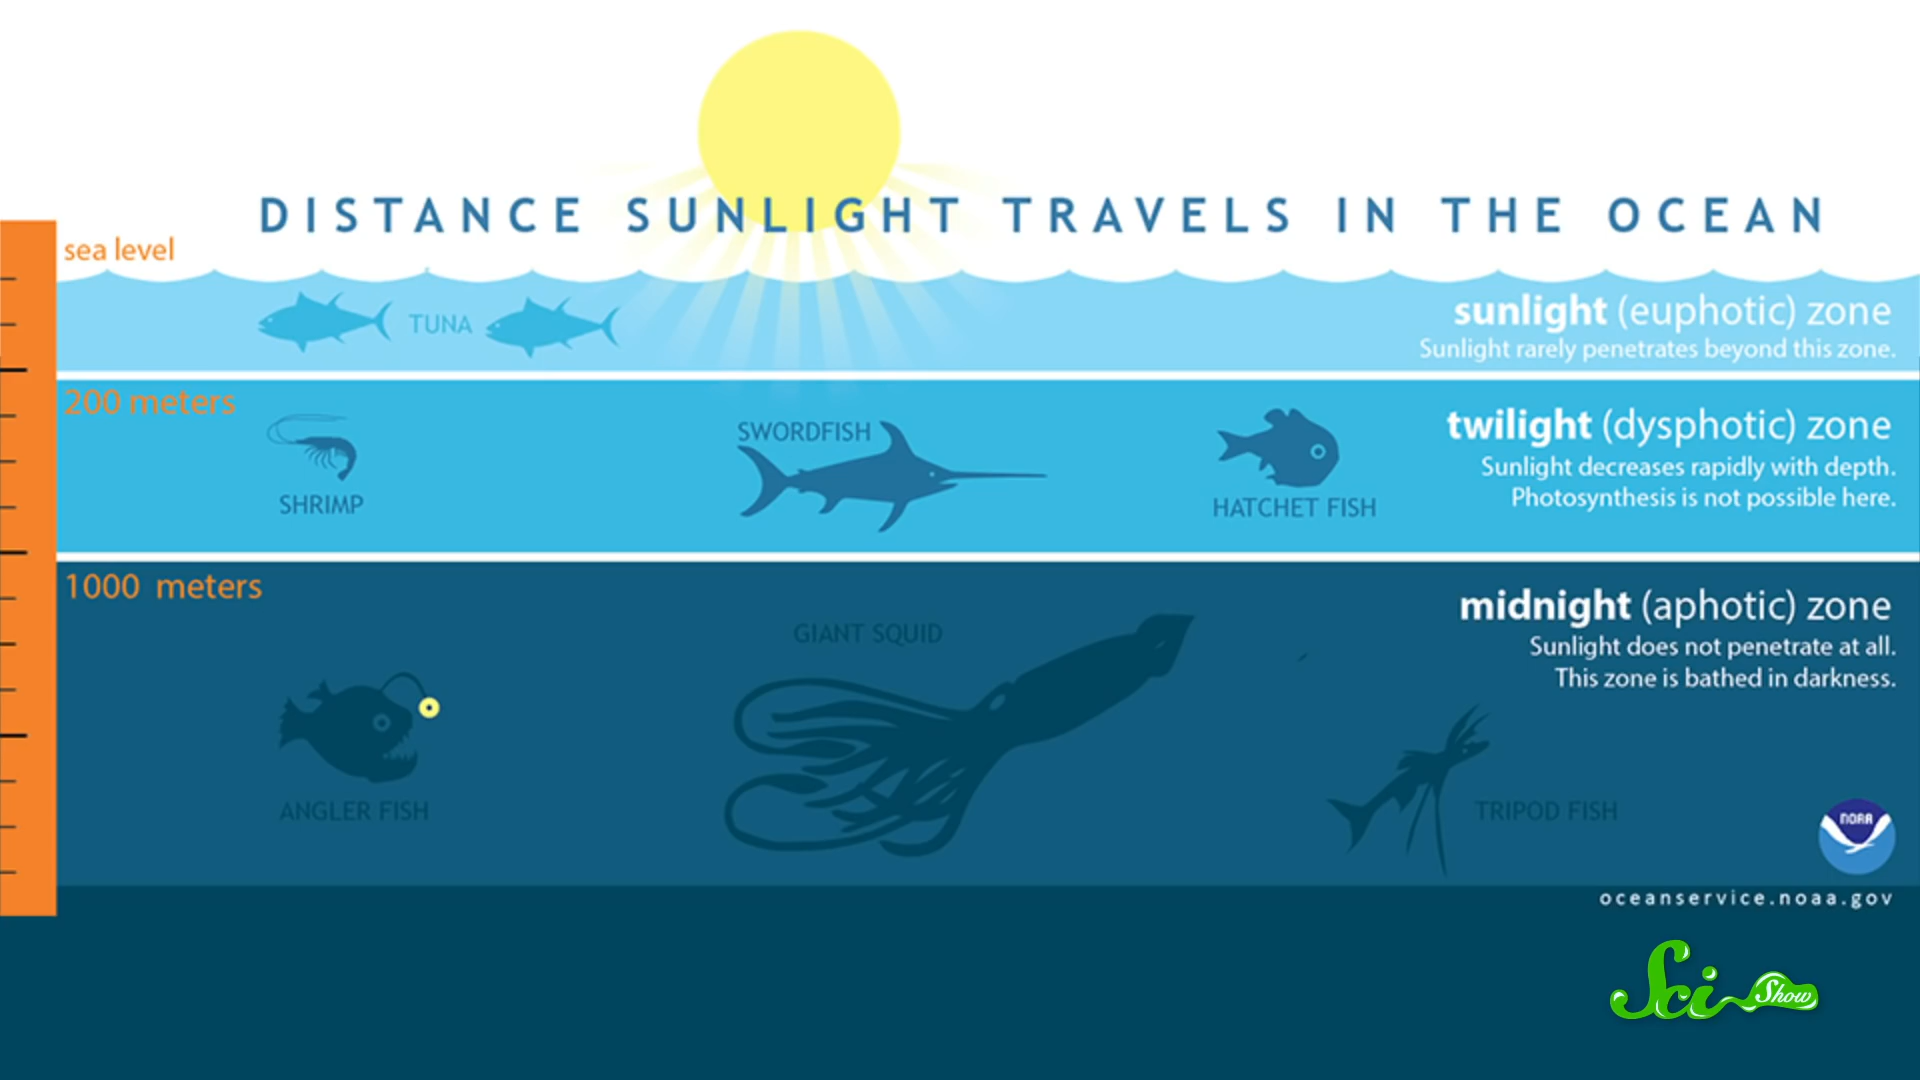 DISTANCE SUNLIGHT TRAVELS IN THE OCEAN
sea level
TUNA
sunlight (euphotic) zone
Sunlight rarely penetrates beyond this zone.
200 meters
SHRIMP
SWORDFISH
HATCHET FISH
twilight (dysphotic) zone
Sunlight decreases rapidly with depth.
Photosynthesis is not possible here.
1000 meters
ANGLER FISH
GIANT SQUID
TRIPOD FISH
midnight (aphotic) zone
Sunlight does not penetrate at all.
This zone is bathed in darkness.
NOAA
oceanservice.noaa.gov
Sci Show